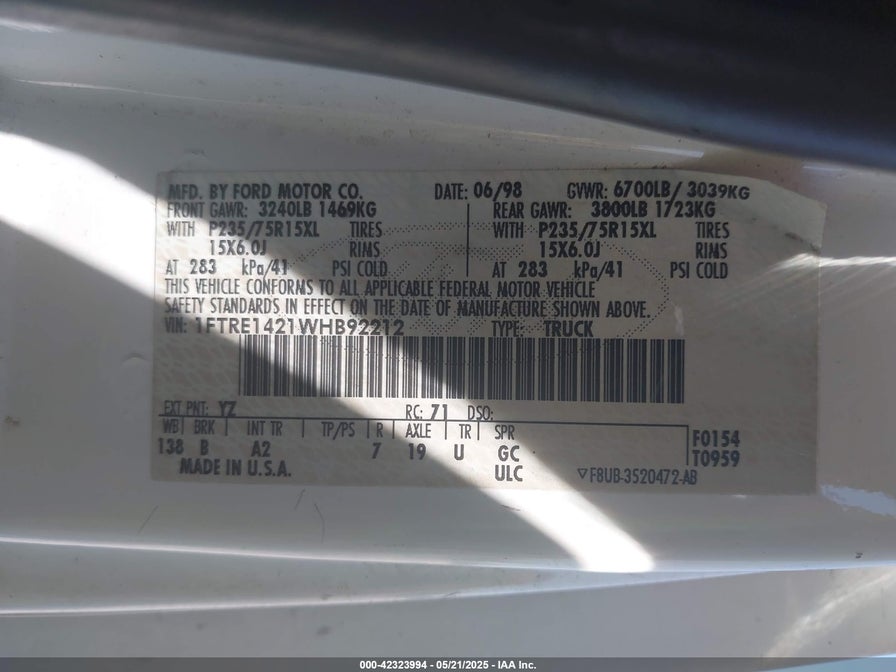 MFD. BY FORD MOTOR CO. DATE: 06/98 GVWR: 6700LB/ 3039KG
FRONT GAWR: 3240LB 1469KG REAR GAWR: 3800LB 1723KG
WITH P235/75R15XL TIRES WITH P235/75R15XL TIRES
15X6.0J RIMS 15X6.0J RIMS
AT 283 kPa/41 PSI COLD AT 283 kPa/41 PSI COLD
THIS VEHICLE CONFORMS TO ALL APPLICABLE FEDERAL MOTOR VEHICLE
SAFETY STANDARDS IN EFFECT ON THE DATE OF MANUFACTURE SHOWN ABOVE.
VIN: 1FTRE1421WHB92212 TYPE: TRUCK
EXT PNT: YZ RC: 71 DSO:
WB BRK INT TR TP/PS R AXLE TR SPR
138 B A2 7 19 U GC
ULC
F0154
T0959
MADE IN U.S.A. F8UB-3520472-AB
000-42323994 - 05/21/2025 - IAA Inc.